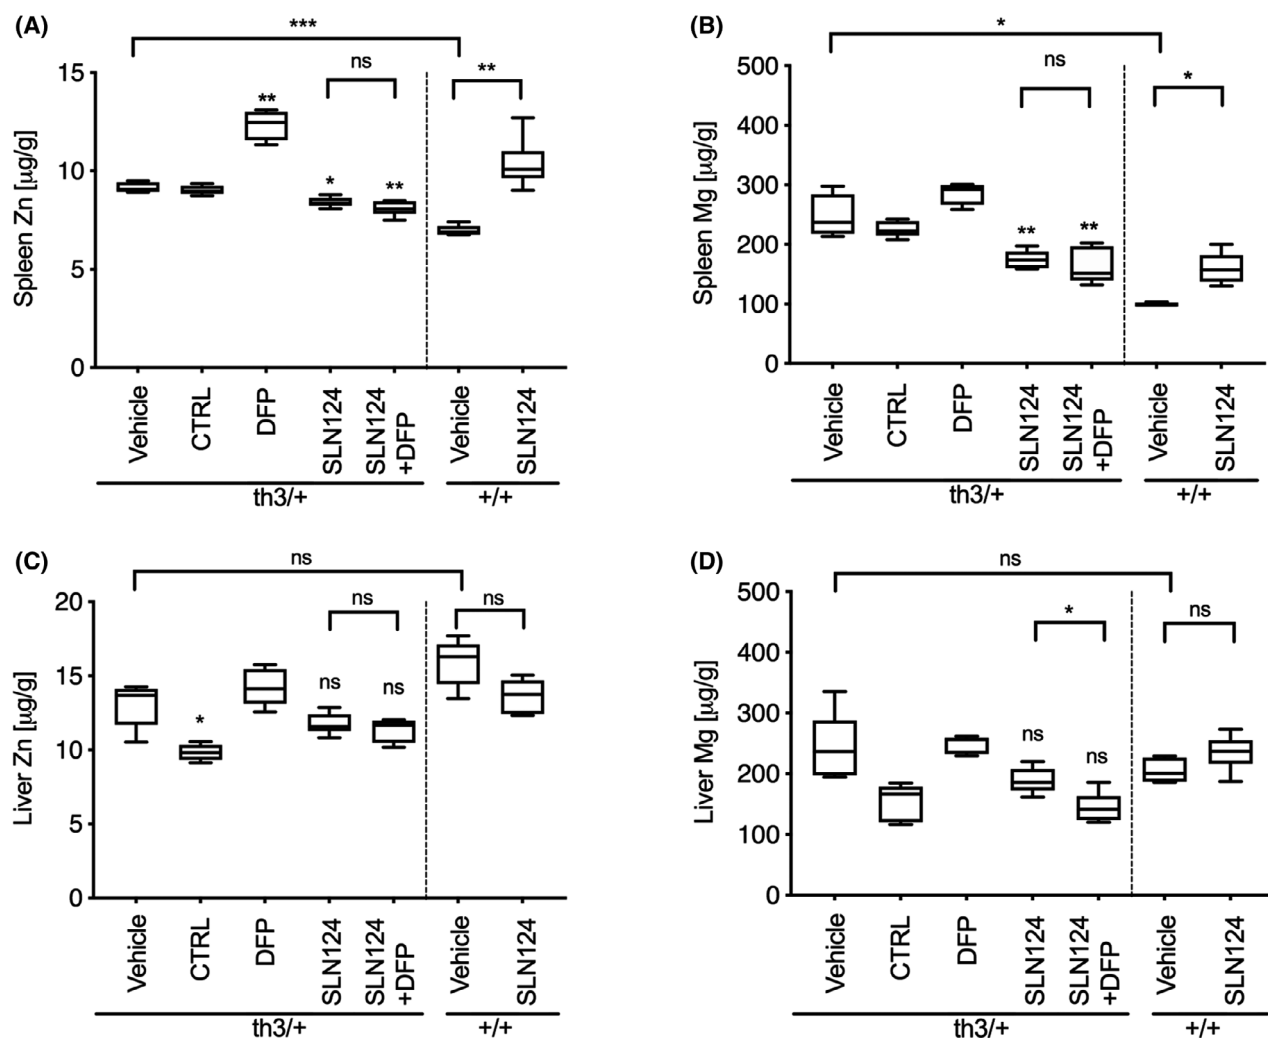 (A)
***
ns
**
**
*
**
Spleen Zn [µg/g]
15
10
5
0
Vehicle
CTRL
DFP
SLN124
SLN124
+DFP
Vehicle
SLN124
th3/+
+/+
(B)
*
ns
*
**
**
Spleen Mg [µg/g]
500
400
300
200
100
0
Vehicle
CTRL
DFP
SLN124
SLN124
+DFP
Vehicle
SLN124
th3/+
+/+
(C)
ns
ns
ns
*
ns
ns
Liver Zn [µg/g]
20
15
10
5
0
Vehicle
CTRL
DFP
SLN124
SLN124
+DFP
Vehicle
SLN124
th3/+
+/+
(D)
ns
*
ns
ns
ns
Liver Mg [µg/g]
500
400
300
200
100
0
Vehicle
CTRL
DFP
SLN124
SLN124
+DFP
Vehicle
SLN124
th3/+
+/+